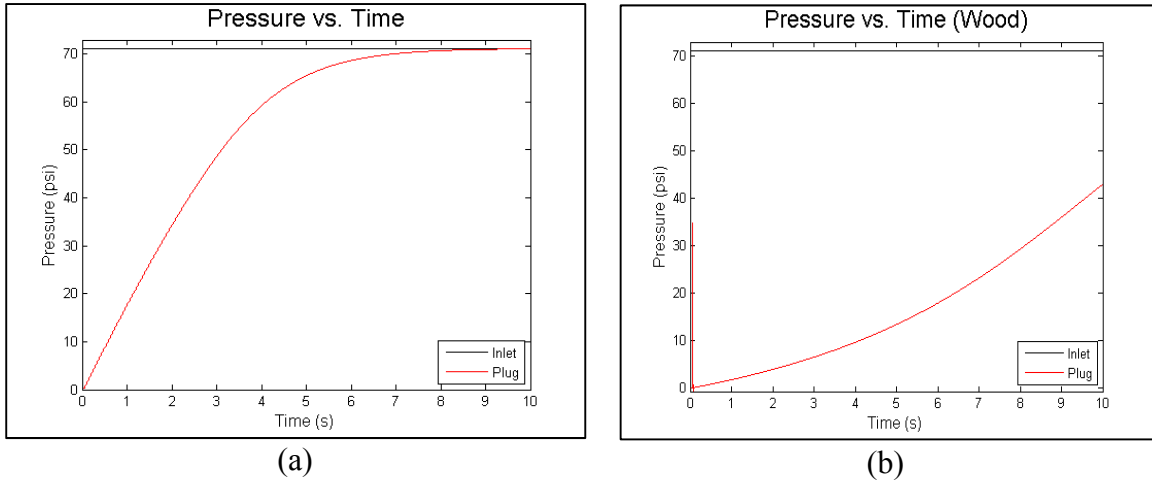 Pressure vs. Time
70
60
50
40
30
20
10
0
Pressure (psi)
0 1 2 3 4 5 6 7 8 9 10
Time (s)
Inlet
Plug
(a)
Pressure vs. Time (Wood)
70
60
50
40
30
20
10
0
Pressure (psi)
0 1 2 3 4 5 6 7 8 9 10
Time (s)
Inlet
Plug
(b)